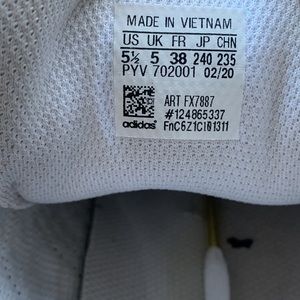 MADE IN VIETNAM
US UK FR JP CHN
5½ 5 38 240 235
PYV 702001 02/20
ART FX7887
#124865337
FnC6Z1Ci01311
adidas